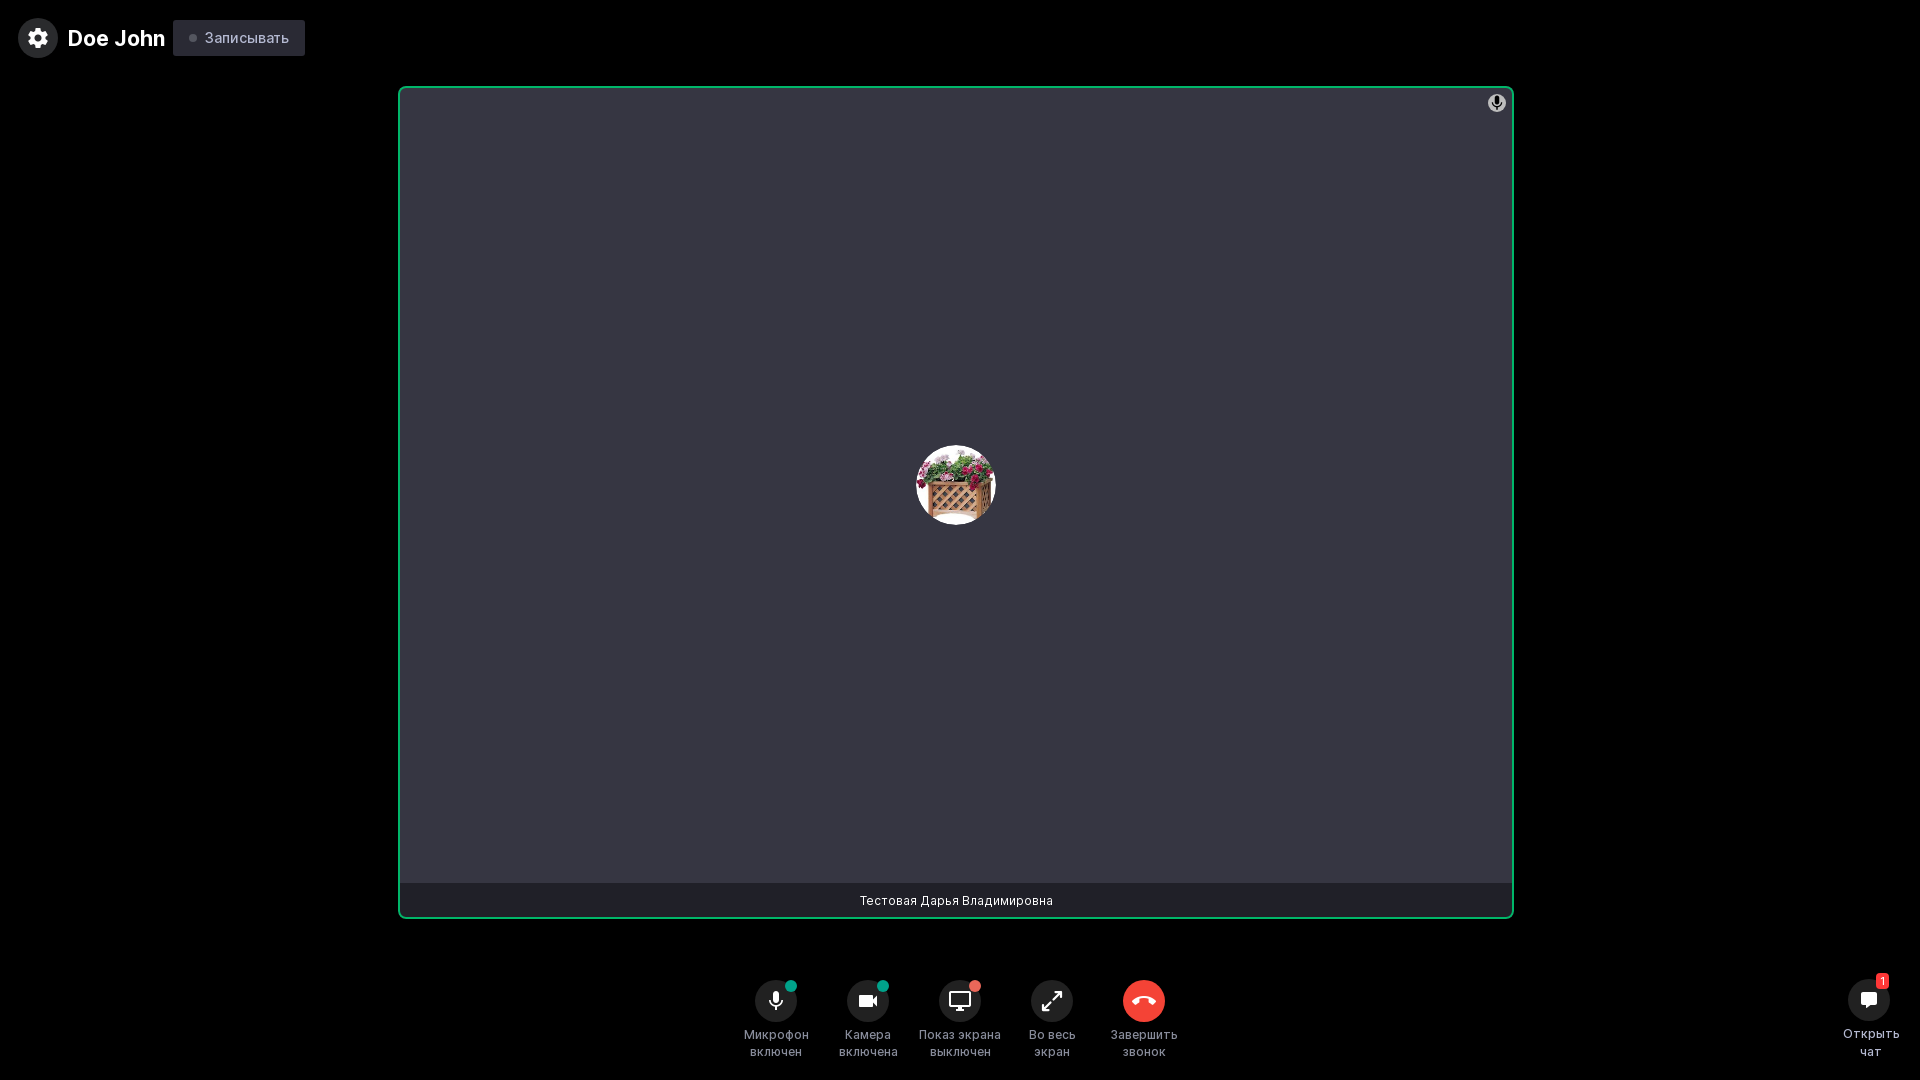 Doe John
Записывать
Тестовая Дарья Владимировна
Микрофон
включен
Камера
включена
Показ экрана
выключен
Во весь
экран
Завершить
звонок
1
Открыть
чат